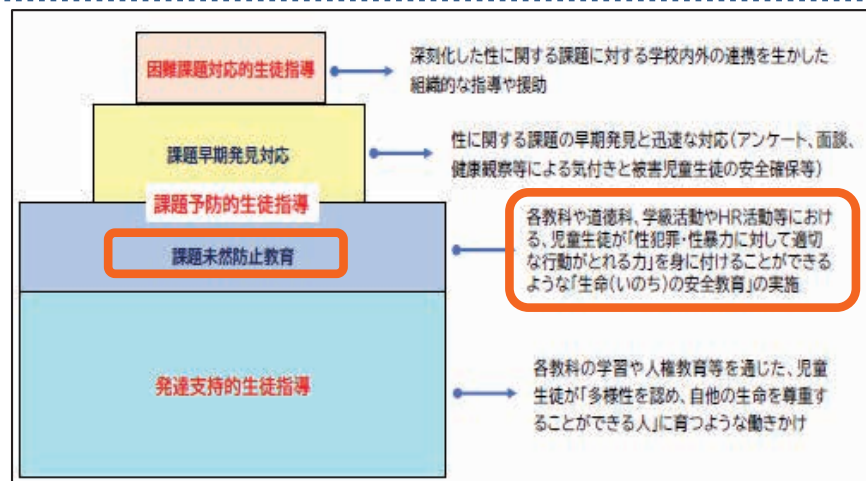 困難課題対応的生徒指導
深刻化した性に関する課題に対する学校内外の連携を生かした
組織的な指導や援助
課題早期発見対応
性に関する課題の早期発見と迅速な対応(アンケート、面談、
健康観察等による気付きと被害児童生徒の安全確保等)
課題予防的生徒指導
課題未然防止教育
各教科や道徳科、学級活動やHR活動等におけ
る、児童生徒が「性犯罪・性暴力に対して適切
な行動がとれる力」を身に付けることができる
ような「生命(いのち)の安全教育」の実施
発達支持的生徒指導
各教科の学習や人権教育等を通じた、児童
生徒が「多様性を認め、自他の生命を尊重す
ることができる人」に育つような働きかけ